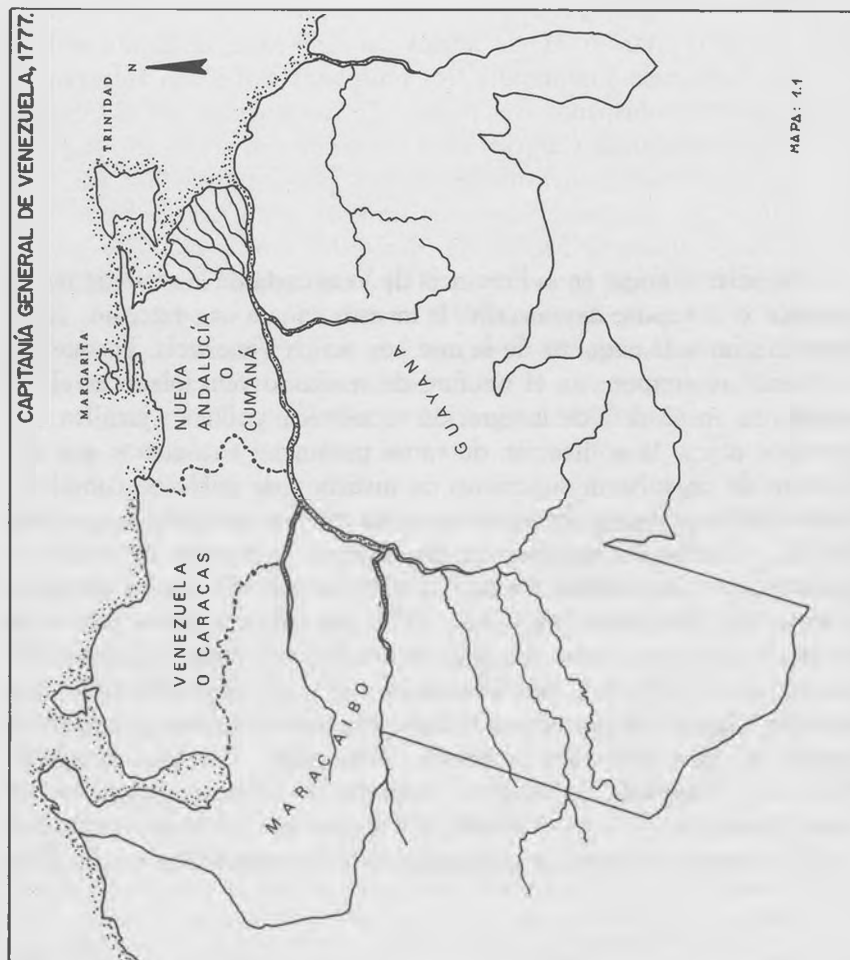 CAPITANÍA GENERAL DE VENEZUELA, 1777.
TRINIDAD
N
MARGARITA
NUEVA
ANDALUCÍA
O
CUMANÁ
VENEZUELA
O CARACAS
MARACAIBO
GUAYANA
MAPA: 1.1